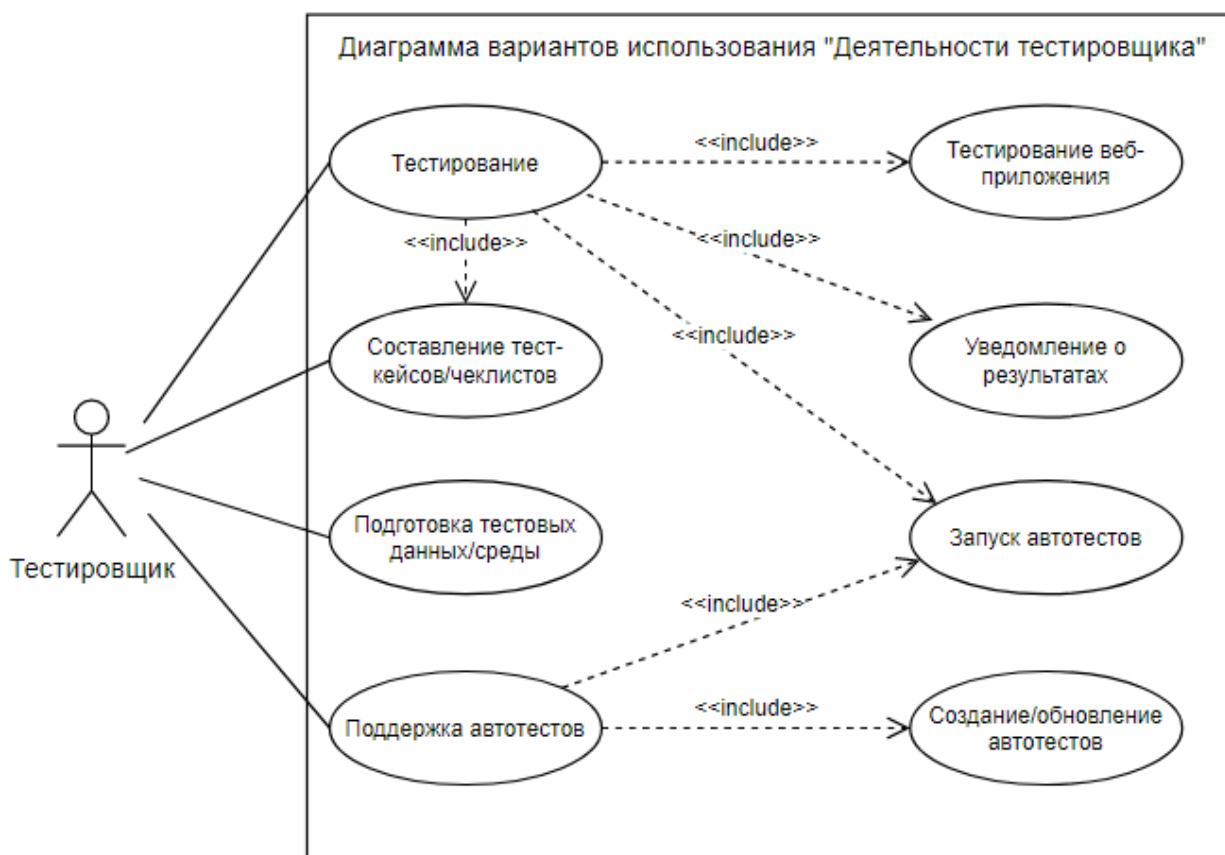 Диаграмма вариантов использования "Деятельности тестировщика"
Тестирование
<<include>>
Тестирование веб-
приложения
<<include>>
<<include>>
<<include>>
Составление тест-
кейсов/чеклистов
Уведомление о
результатах
Тестировщик
Подготовка тестовых
данных/среды
Запуск автотестов
<<include>>
Поддержка автотестов
<<include>>
Создание/обновление
автотестов